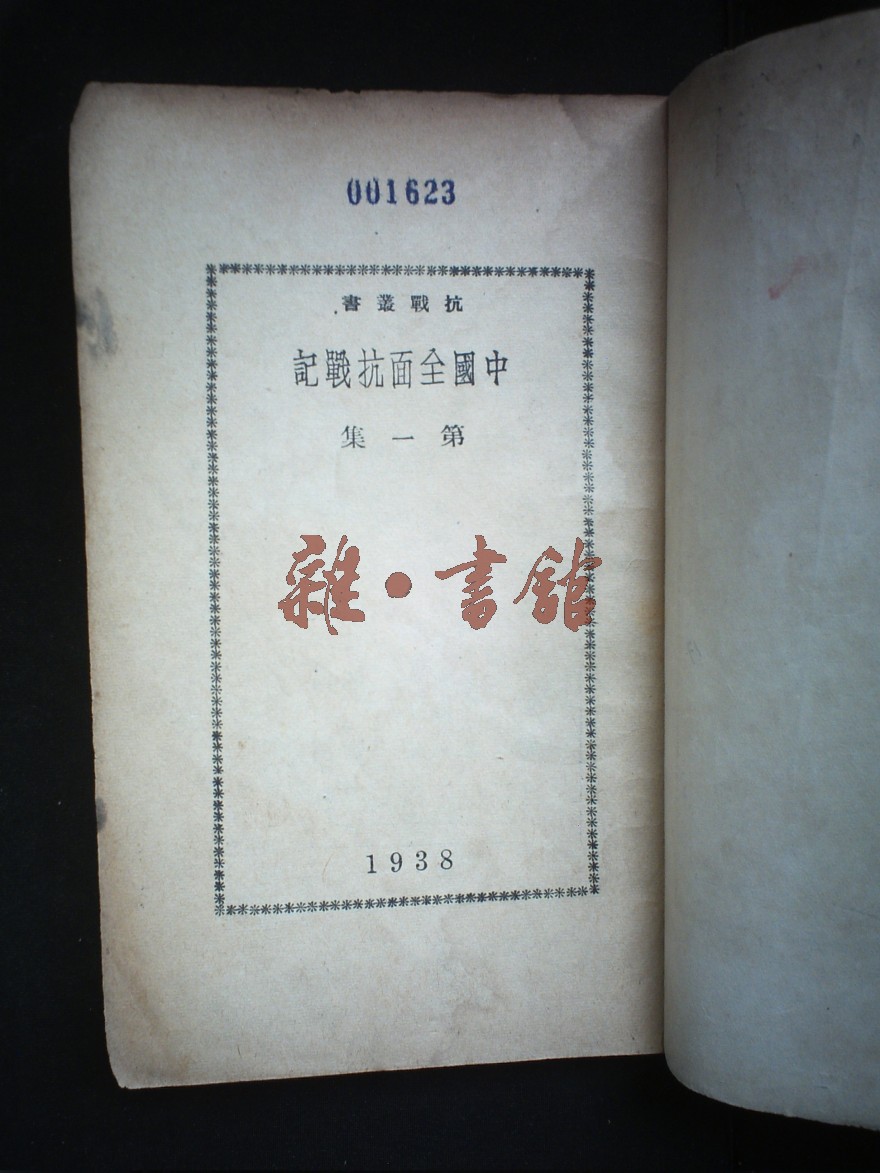 001623
抗戰叢書
中國全面抗戰記
第一集
雜·書館
1938